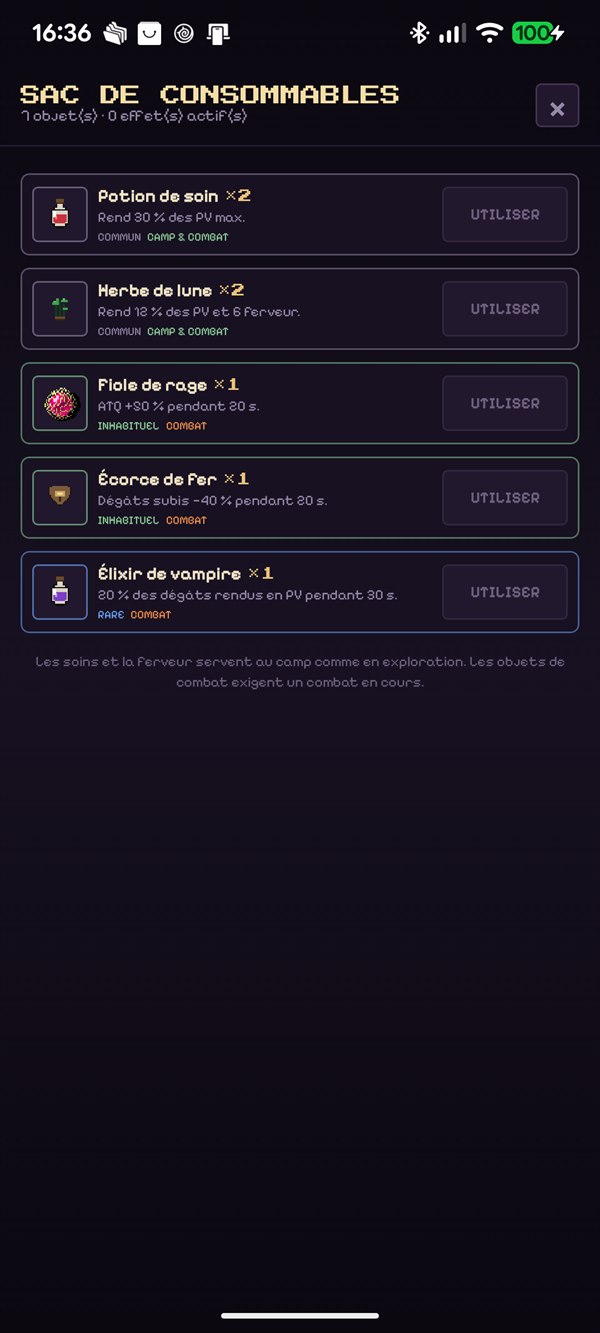 16:36
100
SAC DE CONSOMMABLES
7 objet(s) · 0 effet(s) actif(s)
×
Potion de soin ×2
Rend 30 % des PV max.
COMMUN CAMP & COMBAT
UTILISER
Herbe de lune ×2
Rend 12 % des PV et 6 ferveur.
COMMUN CAMP & COMBAT
UTILISER
Fiole de rage ×1
ATQ +80 % pendant 20 s.
INHABITUEL COMBAT
UTILISER
Écorce de fer ×1
Dégâts subis -40 % pendant 20 s.
INHABITUEL COMBAT
UTILISER
Élixir de vampire ×1
20 % des dégâts rendus en PV pendant 30 s.
RARE COMBAT
UTILISER
Les soins et la ferveur servent au camp comme en exploration. Les objets de
combat exigent un combat en cours.